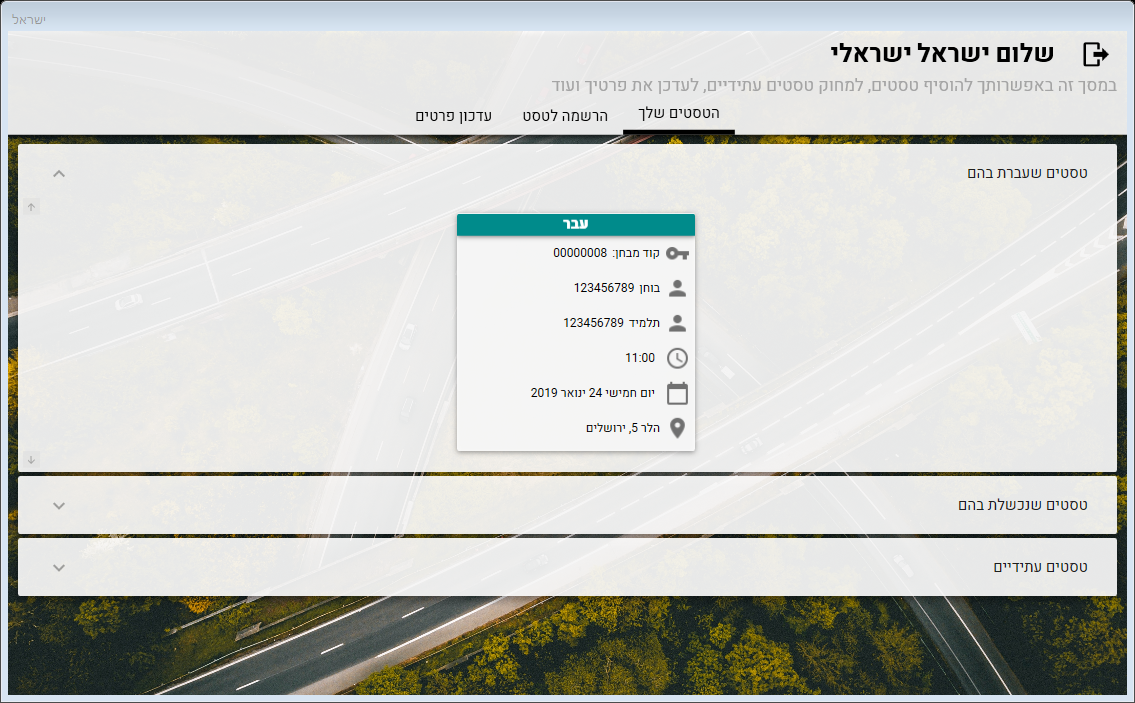 ישראל
שלום ישראל ישראלי
במסך זה באפשרותך להוסיף טסטים, למחוק טסטים עתידיים, לעדכן את פרטיך ועוד
הטסטים שלך
הרשמה לטסט
עדכון פרטים
טסטים שעברת בהם
עבר
קוד מבחן: 00000008
בוחן 123456789
תלמיד 123456789
11:00
יום חמישי 24 ינואר 2019
הלר 5, ירושלים
טסטים שנכשלת בהם
טסטים עתידיים